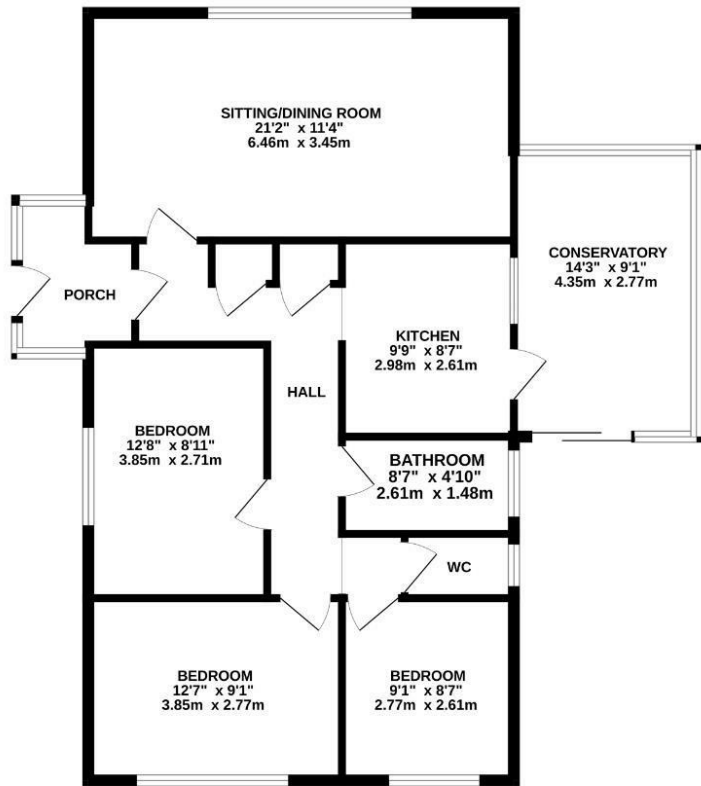 SITTING/DINING ROOM
21'2" x 11'4"
6.46m x 3.45m
CONSERVATORY
14'3" x 9'1"
4.35m x 2.77m
PORCH
KITCHEN
9'9" x 8'7"
2.98m x 2.61m
HALL
BEDROOM
12'8" x 8'11"
3.85m x 2.71m
BATHROOM
8'7" x 4'10"
2.61m x 1.48m
WC
BEDROOM
12'7" x 9'1"
3.85m x 2.77m
BEDROOM
9'1" x 8'7"
2.77m x 2.61m